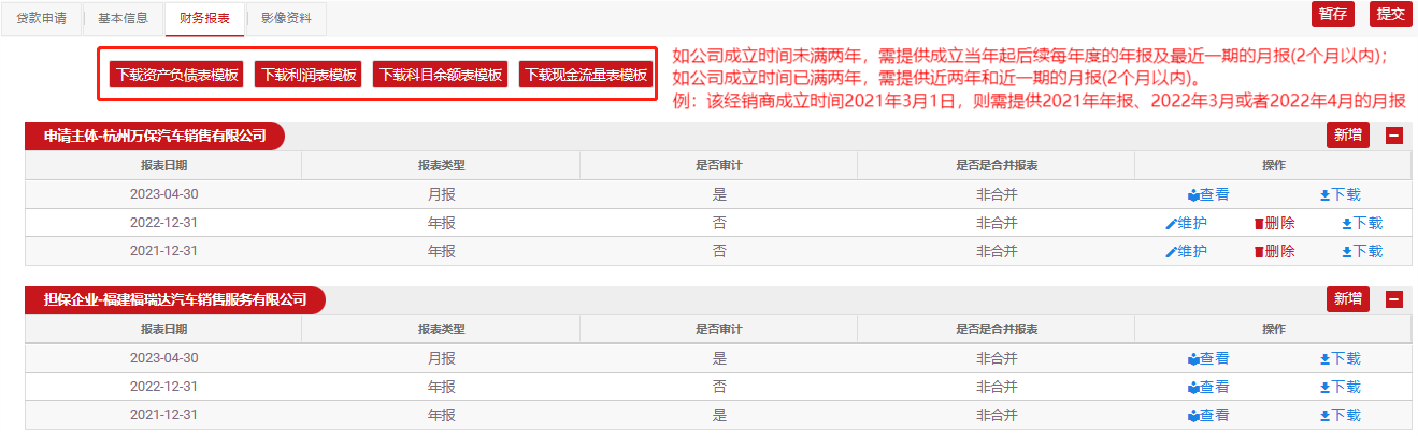 贷款申请 基本信息 财务报表 影像资料 暂存 提交
下载资产负债表模板 下载利润表模板 下载科目余额表模板 下载现金流量表模板
如公司成立时间未满两年，需提供成立当年起后续每年度的年报及最近一期的月报(2个月以内);
如公司成立时间已满两年，需提供近两年和近一期的月报(2个月以内)。
例：该经销商成立时间2021年3月1日，则需提供2021年年报、2022年3月或者2022年4月的月报
申请主体-杭州万保汽车销售有限公司 新增
报表日期 报表类型 是否审计 是否是合并报表 操作
2023-04-30 月报 是 非合并 查看 下载
2022-12-31 年报 否 非合并 维护 删除 下载
2021-12-31 年报 否 非合并 维护 删除 下载
担保企业-福建福瑞达汽车销售服务有限公司 新增
报表日期 报表类型 是否审计 是否是合并报表 操作
2023-04-30 月报 是 非合并 查看 下载
2022-12-31 年报 否 非合并 查看 下载
2021-12-31 年报 是 非合并 查看 下载